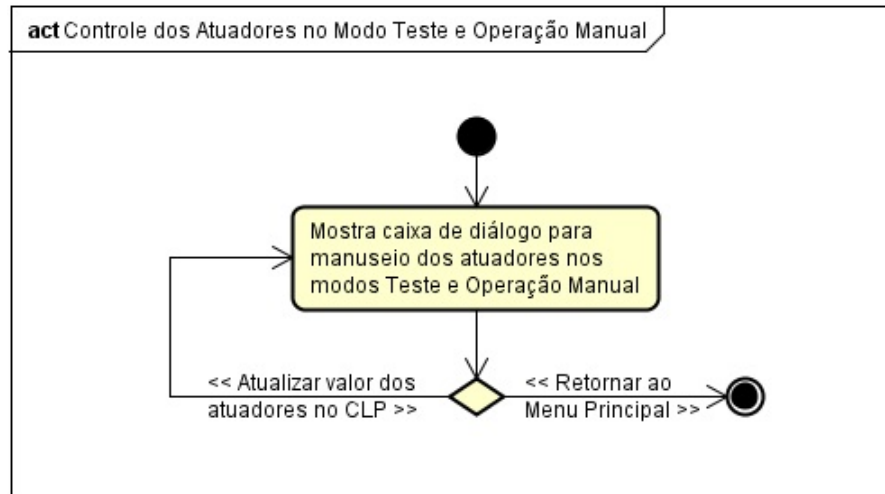 act Controle dos Atuadores no Modo Teste e Operação Manual
Mostra caixa de diálogo para
manuseio dos atuadores nos
modos Teste e Operação Manual
<< Atualizar valor dos
atuadores no CLP >>
<< Retornar ao
Menu Principal >>